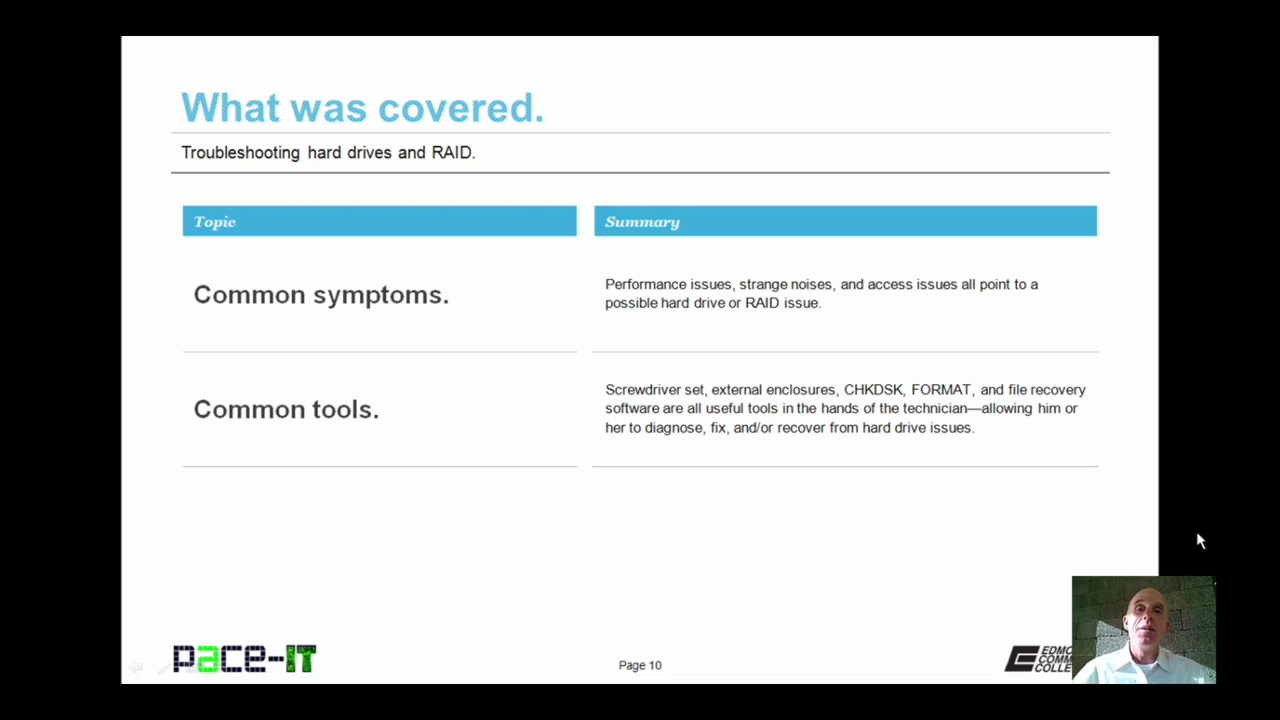 What was covered.
Troubleshooting hard drives and RAID.
Topic
Summary
Common symptoms.
Performance issues, strange noises, and access issues all point to a
possible hard drive or RAID issue.
Common tools.
Screwdriver set, external enclosures, CHKDSK, FORMAT, and file recovery
software are all useful tools in the hands of the technician—allowing him or
her to diagnose, fix, and/or recover from hard drive issues.
pace-IT
Page 10